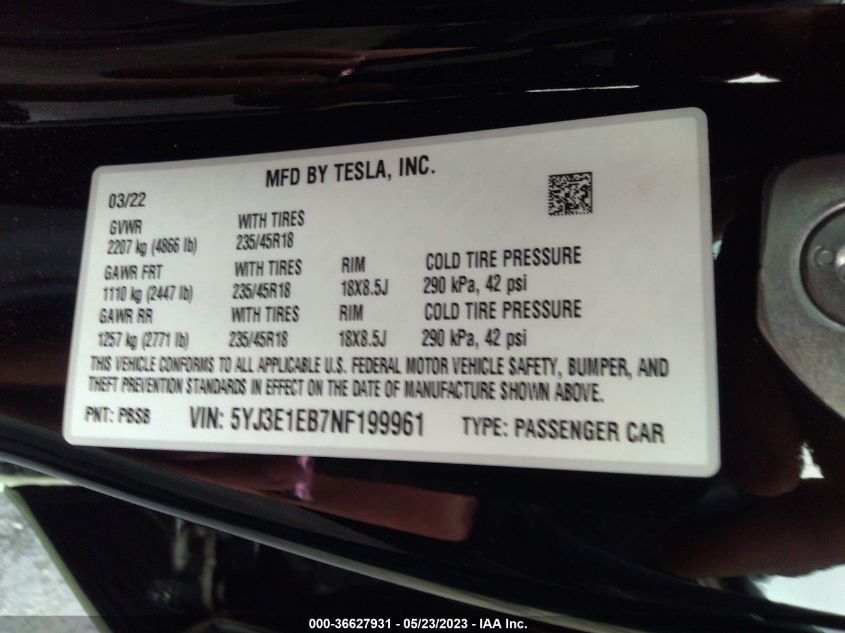 MFD BY TESLA, INC.
03/22
GVWR WITH TIRES
2207 kg (4866 lb) 235/45R18
GAWR FRT WITH TIRES RIM COLD TIRE PRESSURE
1110 kg (2447 lb) 235/45R18 18X8.5J 290 kPa, 42 psi
GAWR RR WITH TIRES RIM COLD TIRE PRESSURE
1257 kg (2771 lb) 235/45R18 18X8.5J 290 kPa, 42 psi
THIS VEHICLE CONFORMS TO ALL APPLICABLE U.S. FEDERAL MOTOR VEHICLE SAFETY, BUMPER, AND
THEFT PREVENTION STANDARDS IN EFFECT ON THE DATE OF MANUFACTURE SHOWN ABOVE.
PNT: PBSB VIN: 5YJ3E1EB7NF199961 TYPE: PASSENGER CAR
000-36627931 - 05/23/2023 - IAA Inc.